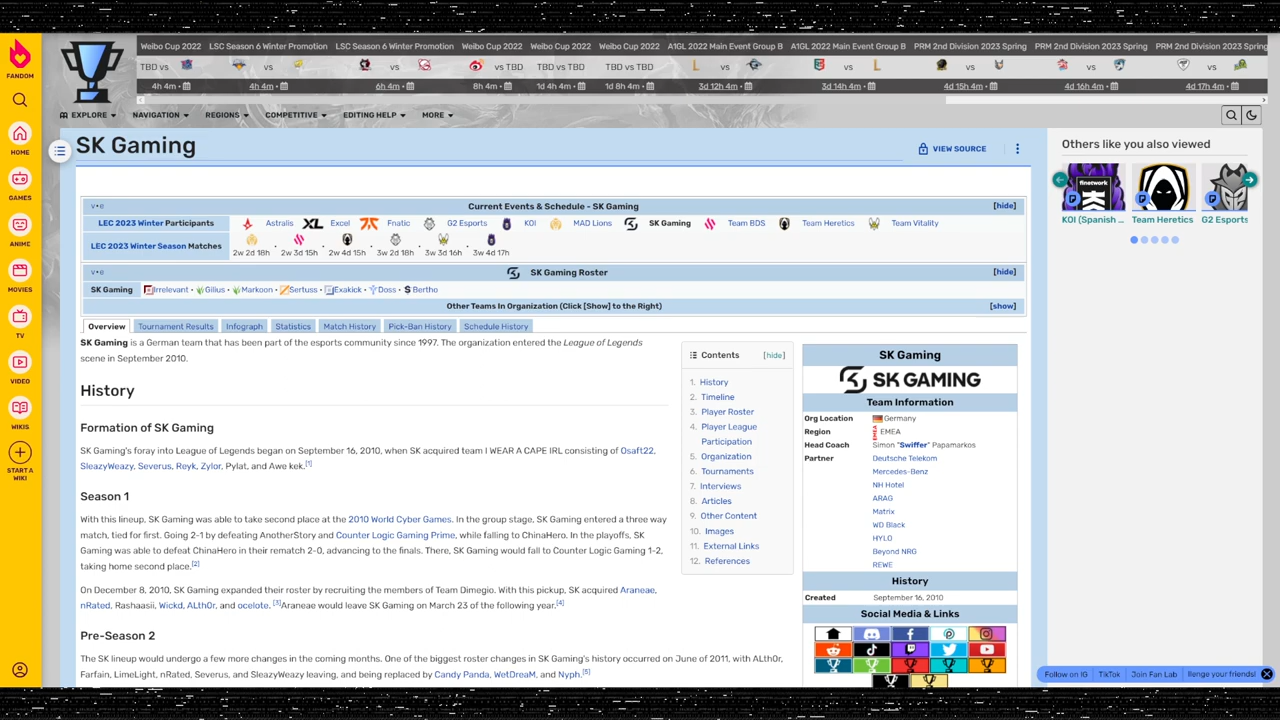 Weibo Cup 2022 LSC Season 6 Winter Promotion LSC Season 6 Winter Promotion Weibo Cup 2022 Weibo Cup 2022 Weibo Cup 2022 A1GL 2022 Main Event Group B A1GL 2022 Main Event Group B PRM 2nd Division 2023 Spring PRM 2nd Division 2023 Spring PRM 2nd Division 2023 Spring
TBD vs vs vs vs TBD TBD vs TBD TBD vs TBD vs vs vs vs vs
4h 4m • 4h 4m • 6h 4m • 8h 4m • 1d 4h 4m • 1d 8h 4m • 3d 12h 4m • 3d 14h 4m • 4d 15h 4m • 4d 16h 4m • 4d 17h 4m •
FANDOM
HOME
GAMES
ANIME
MOVIES
TV
VIDEO
WIKIS
START A
WIKI
EXPLORE NAVIGATION REGIONS COMPETITIVE EDITING HELP MORE
SK Gaming
VIEW SOURCE
v • e Current Events & Schedule - SK Gaming [hide]
LEC 2023 Winter Participants Astralis XL Excel Fnatic G2 Esports KOI MAD Lions SK Gaming Team BDS Team Heretics Team Vitality
LEC 2023 Winter Season Matches
2w 2d 18h 2w 3d 15h 2w 4d 15h 3w 2d 18h 3w 3d 16h 3w 4d 17h
v • e SK Gaming Roster [hide]
SK Gaming Irrelevant • Gilius • Markoon • Sertuss • Exakick • Doss • Bertho
Other Teams In Organization (Click [Show] to the Right) [show]
Overview Tournament Results Infograph Statistics Match History Pick-Ban History Schedule History
SK Gaming is a German team that has been part of the esports community since 1997. The organization entered the League of Legends
scene in September 2010.
History
Formation of SK Gaming
SK Gaming's foray into League of Legends began on September 16, 2010, when SK acquired team I WEAR A CAPE IRL consisting of Osaft22,
SleazyWeazy, Severus, Reyk, Zylor, Pylat, and Awe kek.[1]
Season 1
With this lineup, SK Gaming was able to take second place at the 2010 World Cyber Games. In the group stage, SK Gaming entered a three way
match, tied for first. Going 2-1 by defeating AnotherStory and Counter Logic Gaming Prime, while falling to ChinaHero. In the playoffs, SK
Gaming was able to defeat ChinaHero in their rematch 2-0, advancing to the finals. There, SK Gaming would fall to Counter Logic Gaming 1-2,
taking home second place.[2]
On December 8, 2010, SK Gaming expanded their roster by recruiting the members of Team Dimegio. With this pickup, SK acquired Araneae,
nRated, Rashaasii, Wickd, ALth0r, and ocelote. [3]Araneae would leave SK Gaming on March 23 of the following year.[4]
Pre-Season 2
The SK lineup would undergo a few more changes in the coming months. One of the biggest roster changes in SK Gaming's history occurred on June of 2011, with ALth0r,
Farfain, LimeLight, nRated, Severus, and SleazyWeazy leaving, and being replaced by Candy Panda, WetDreaM, and Nyph.[5]
Contents [hide]
1. History
2. Timeline
3. Player Roster
4. Player League
Participation
5. Organization
6. Tournaments
7. Interviews
8. Articles
9. Other Content
10. Images
11. External Links
12. References
SK Gaming
SK GAMING
Team Information
Org Location Germany
Region EMEA EMEA
Head Coach Simon "Swiffer" Papamarkos
Partner Deutsche Telekom
Mercedes-Benz
NH Hotel
ARAG
Matrix
WD Black
HYLO
Beyond NRG
REWE
History
Created September 16, 2010
Social Media & Links
Others like you also viewed
finetwork
KOI (Spanish ... Team Heretics G2 Esports
Follow on IG TikTok Join Fan Lab Renge your friends!